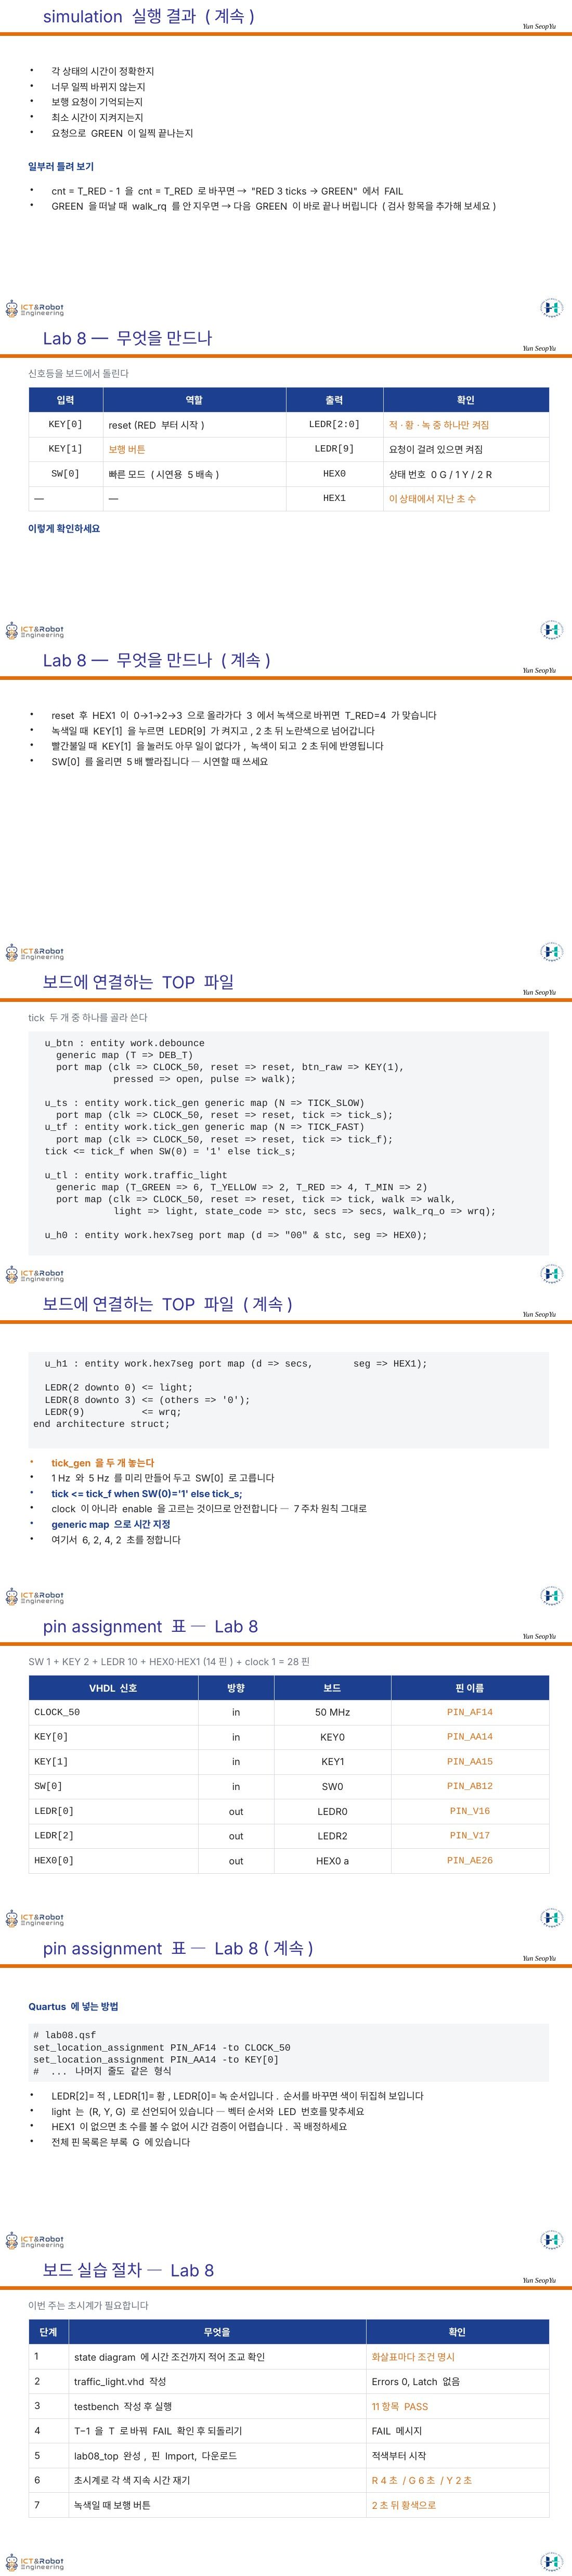 simulation 실행 결과 ( 계속 )
Yun SeopYu
• 각 상태의 시간이 정확한지
• 너무 일찍 바뀌지 않는지
• 보행 요청이 기억되는지
• 최소 시간이 지켜지는지
• 요청으로 GREEN 이 일찍 끝나는지
일부러 틀려 보기
• cnt = T_RED - 1 을 cnt = T_RED 로 바꾸면 → "RED 3 ticks → GREEN" 에서 FAIL
• GREEN 을 떠날 때 walk_rq 를 안 지우면 → 다음 GREEN 이 바로 끝나 버립니다 ( 검사 항목을 추가해 보세요 )
ICT&Robot
Engineering
Lab 8 — 무엇을 만드나
Yun SeopYu
신호등을 보드에서 돌린다
입력 역할 출력 확인
KEY[0] reset (RED 부터 시작 ) LEDR[2:0] 적 · 황 · 녹 중 하나만 켜짐
KEY[1] 보행 버튼 LEDR[9] 요청이 걸려 있으면 켜짐
SW[0] 빠른 모드 ( 시연용 5 배속 ) HEX0 상태 번호 0 G / 1 Y / 2 R
— — HEX1 이 상태에서 지난 초 수
이렇게 확인하세요
ICT&Robot
Engineering
Lab 8 — 무엇을 만드나 ( 계속 )
Yun SeopYu
• reset 후 HEX1 이 0→1→2→3 으로 올라가다 3 에서 녹색으로 바뀌면 T_RED=4 가 맞습니다
• 녹색일 때 KEY[1] 을 누르면 LEDR[9] 가 켜지고 , 2 초 뒤 노란색으로 넘어갑니다
• 빨간불일 때 KEY[1] 을 눌러도 아무 일이 없다가 , 녹색이 되고 2 초 뒤에 반영됩니다
• SW[0] 를 올리면 5 배 빨라집니다 — 시연할 때 쓰세요
ICT&Robot
Engineering
보드에 연결하는 TOP 파일
Yun SeopYu
tick 두 개 중 하나를 골라 쓴다
u_btn : entity work.debounce
generic map (T => DEB_T)
port map (clk => CLOCK_50, reset => reset, btn_raw => KEY(1),
pressed => open, pulse => walk);
u_ts : entity work.tick_gen generic map (N => TICK_SLOW)
port map (clk => CLOCK_50, reset => reset, tick => tick_s);
u_tf : entity work.tick_gen generic map (N => TICK_FAST)
port map (clk => CLOCK_50, reset => reset, tick => tick_f);
tick <= tick_f when SW(0) = '1' else tick_s;
u_tl : entity work.traffic_light
generic map (T_GREEN => 6, T_YELLOW => 2, T_RED => 4, T_MIN => 2)
port map (clk => CLOCK_50, reset => reset, tick => tick, walk => walk,
light => light, state_code => stc, secs => secs, walk_rq_o => wrq);
u_h0 : entity work.hex7seg port map (d => "00" & stc, seg => HEX0);
ICT&Robot
Engineering
보드에 연결하는 TOP 파일 ( 계속 )
Yun SeopYu
u_h1 : entity work.hex7seg port map (d => secs, seg => HEX1);
LEDR(2 downto 0) <= light;
LEDR(8 downto 3) <= (others => '0');
LEDR(9) <= wrq;
end architecture struct;
• tick_gen 을 두 개 놓는다
• 1 Hz 와 5 Hz 를 미리 만들어 두고 SW[0] 로 고릅니다
• tick <= tick_f when SW(0)='1' else tick_s;
• clock 이 아니라 enable 을 고르는 것이므로 안전합니다 — 7 주차 원칙 그대로
• generic map 으로 시간 지정
• 여기서 6, 2, 4, 2 초를 정합니다
ICT&Robot
Engineering
pin assignment 표 — Lab 8
Yun SeopYu
SW 1 + KEY 2 + LEDR 10 + HEX0·HEX1 (14 핀 ) + clock 1 = 28 핀
VHDL 신호 방향 보드 핀 이름
CLOCK_50 in 50 MHz PIN_AF14
KEY[0] in KEY0 PIN_AA14
KEY[1] in KEY1 PIN_AA15
SW[0] in SW0 PIN_AB12
LEDR[0] out LEDR0 PIN_V16
LEDR[2] out LEDR2 PIN_V17
HEX0[0] out HEX0 a PIN_AE26
ICT&Robot
Engineering
pin assignment 표 — Lab 8 ( 계속 )
Yun SeopYu
Quartus 에 넣는 방법
# lab08.qsf
set_location_assignment PIN_AF14 -to CLOCK_50
set_location_assignment PIN_AA14 -to KEY[0]
# ... 나머지 줄도 같은 형식
• LEDR[2]= 적 , LEDR[1]= 황 , LEDR[0]= 녹 순서입니다 . 순서를 바꾸면 색이 뒤집혀 보입니다
• light 는 (R, Y, G) 로 선언되어 있습니다 — 벡터 순서와 LED 번호를 맞추세요
• HEX1 이 없으면 초 수를 볼 수 없어 시간 검증이 어렵습니다 . 꼭 배정하세요
• 전체 핀 목록은 부록 G 에 있습니다
ICT&Robot
Engineering
보드 실습 절차 — Lab 8
Yun SeopYu
이번 주는 초시계가 필요합니다
단계 무엇을 확인
1 state diagram 에 시간 조건까지 적어 조교 확인 화살표마다 조건 명시
2 traffic_light.vhd 작성 Errors 0, Latch 없음
3 testbench 작성 후 실행 11 항목 PASS
4 T−1 을 T 로 바꿔 FAIL 확인 후 되돌리기 FAIL 메시지
5 lab08_top 완성 , 핀 Import, 다운로드 적색부터 시작
6 초시계로 각 색 지속 시간 재기 R 4 초 / G 6 초 / Y 2 초
7 녹색일 때 보행 버튼 2 초 뒤 황색으로
ICT&Robot
Engineering